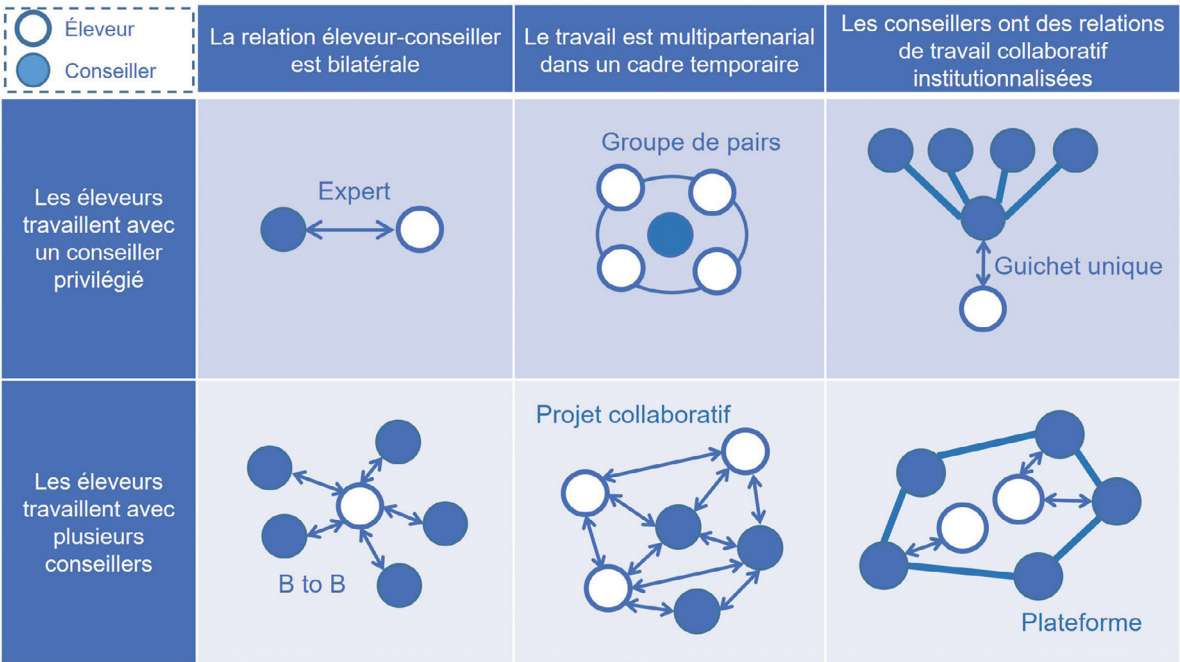 Éleveur
Conseiller
La relation éleveur-conseiller
est bilatérale
Le travail est multipartenarial
dans un cadre temporaire
Les conseillers ont des relations
de travail collaboratif
institutionnalisées
Les éleveurs
travaillent avec
un conseiller
privilégié
Expert
Groupe de pairs
Guichet unique
Les éleveurs
travaillent avec
plusieurs
conseillers
B to B
Projet collaboratif
Plateforme